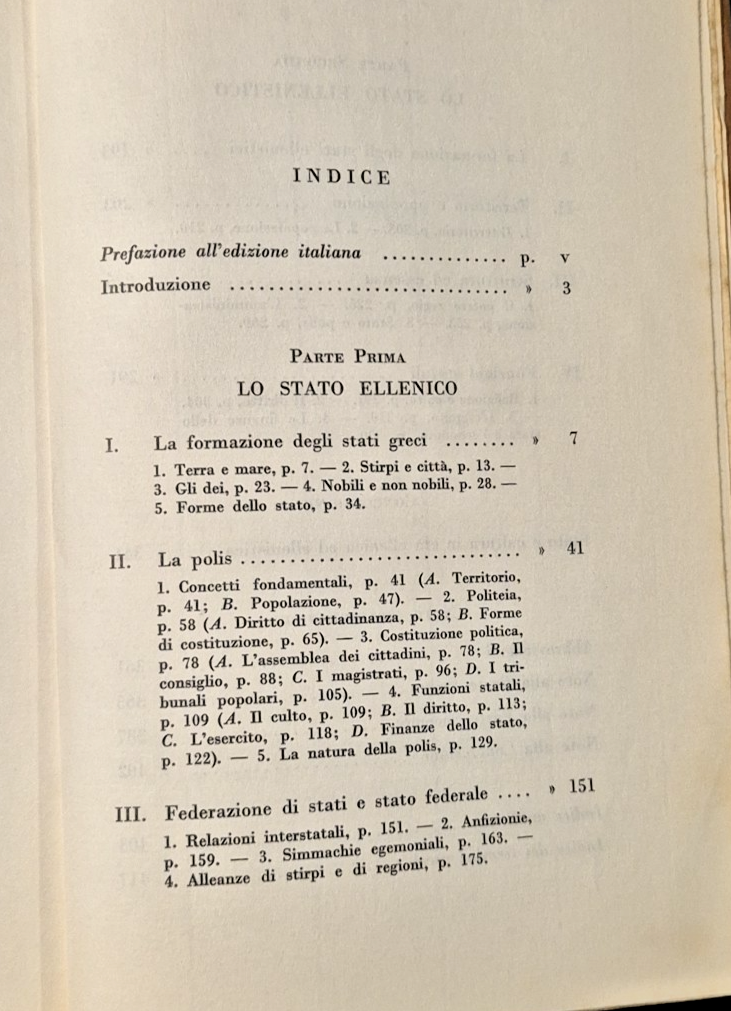 INDICE
Prefazione all'edizione italiana .............. p. v
Introduzione ............................. » 3
Parte Prima
LO STATO ELLENICO
I. La formazione degli stati greci ........ » 7
1. Terra e mare, p. 7. — 2. Stirpi e città, p. 13. —
3. Gli dei, p. 23. — 4. Nobili e non nobili, p. 28. —
5. Forme dello stato, p. 34.
II. La polis ............................. » 41
1. Concetti fondamentali, p. 41 (A. Territorio,
p. 41; B. Popolazione, p. 47). — 2. Politeia,
p. 58 (A. Diritto di cittadinanza, p. 58; B. Forme
di costituzione, p. 65). — 3. Costituzione politica,
p. 78 (A. L'assemblea dei cittadini, p. 78; B. Il
consiglio, p. 88; C. I magistrati, p. 96; D. I tri-
bunali popolari, p. 105). — 4. Funzioni statali,
p. 109 (A. Il culto, p. 109; B. Il diritto, p. 113;
C. L'esercito, p. 118; D. Finanze dello stato,
p. 122). — 5. La natura della polis, p. 129.
III. Federazione di stati e stato federale .... » 151
1. Relazioni interstatali, p. 151. — 2. Anfizionie,
p. 159. — 3. Simmachie egemoniali, p. 163. —
4. Alleanze di stirpi e di regioni, p. 175.